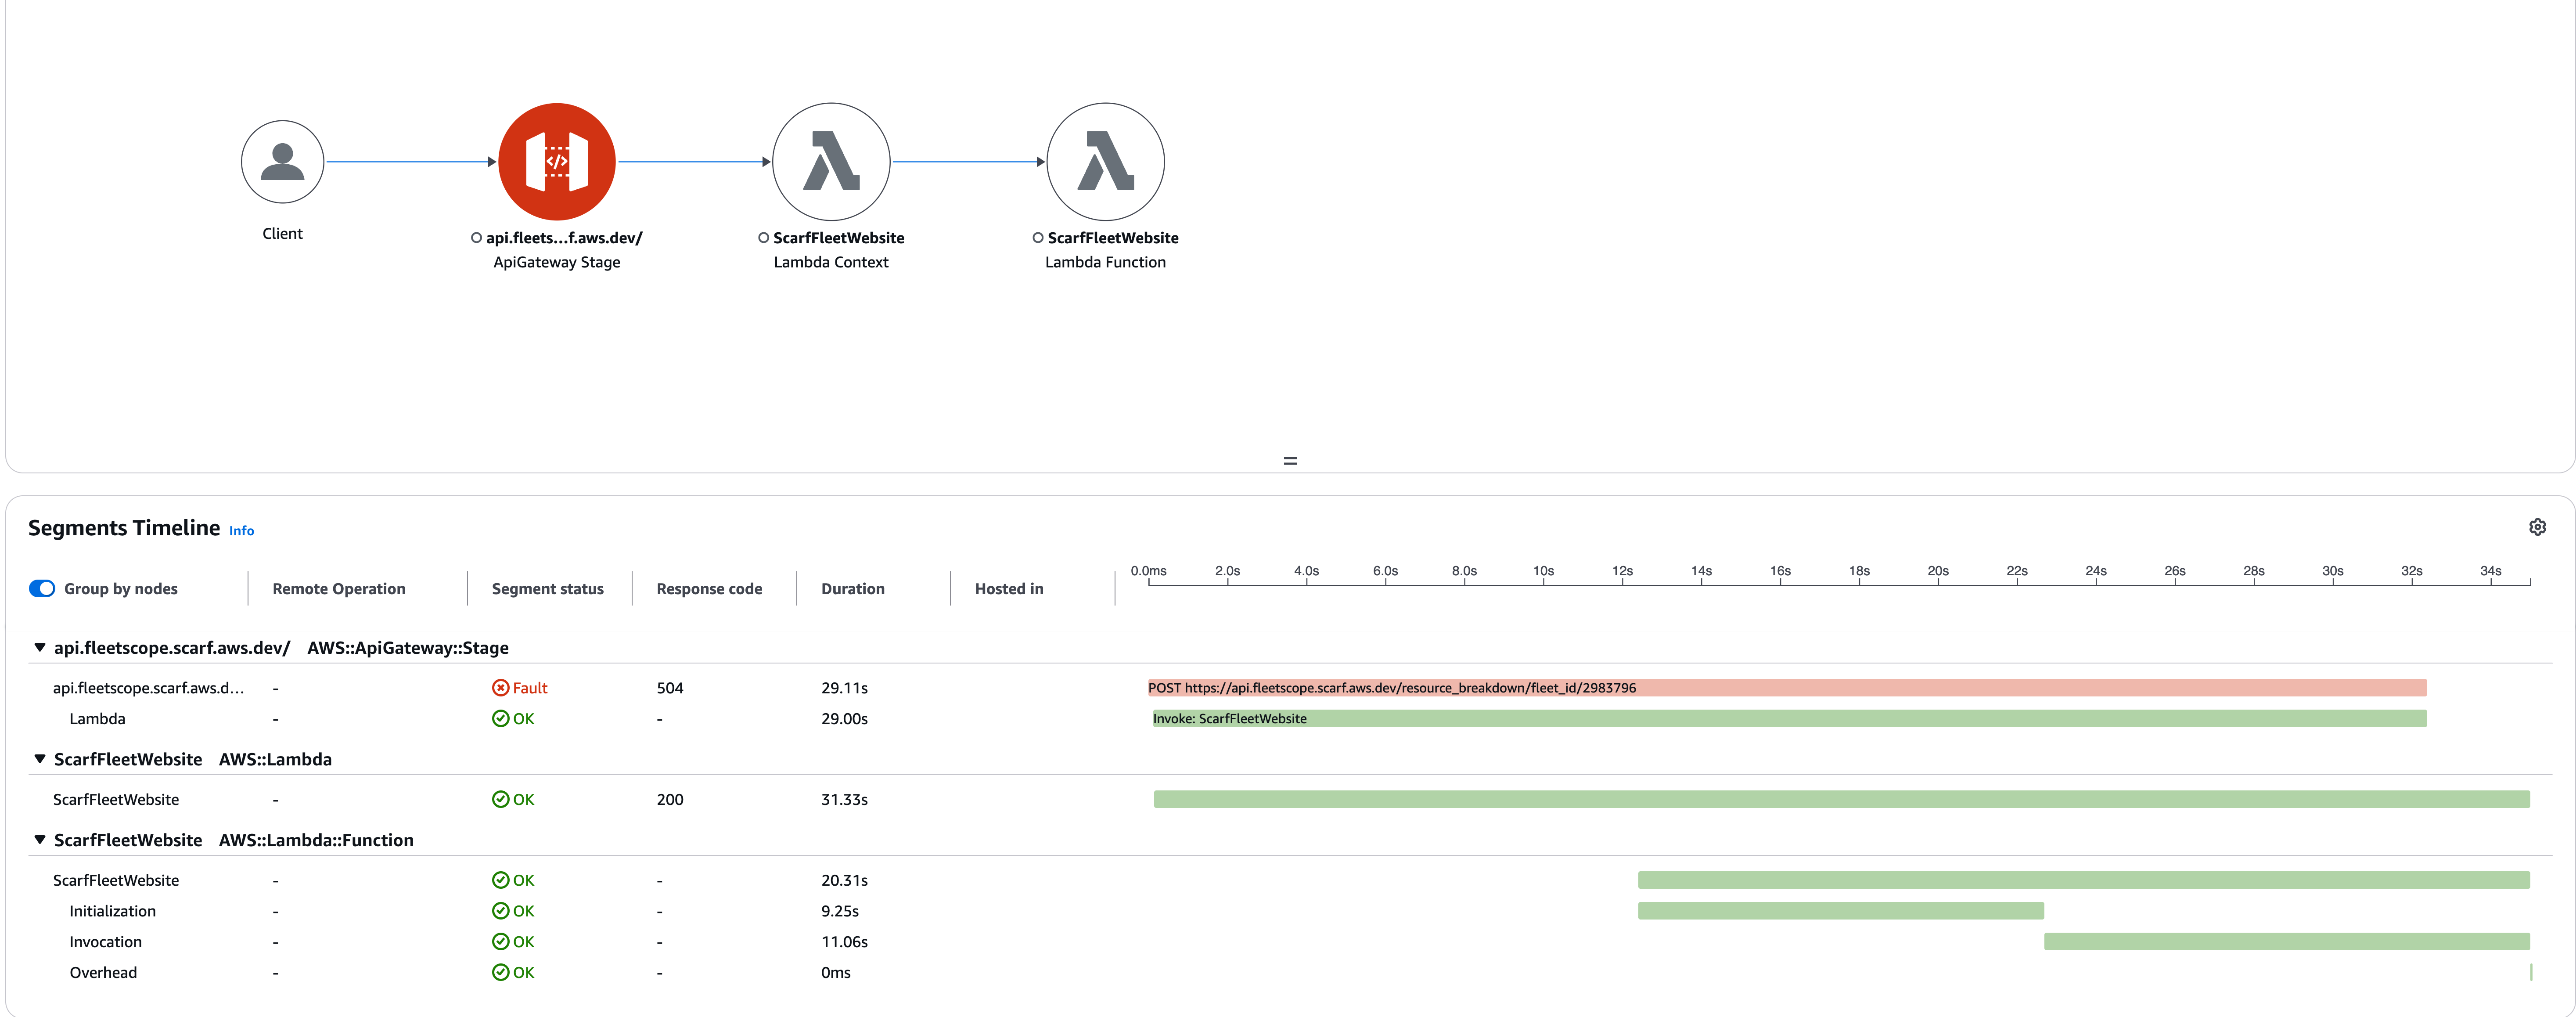 Client
api.fleets...f.aws.dev/
ApiGateway Stage
ScarfFleetWebsite
Lambda Context
ScarfFleetWebsite
Lambda Function
Segments Timeline Info
0.0ms 2.0s 4.0s 6.0s 8.0s 10s 12s 14s 16s 18s 20s 22s 24s 26s 28s 30s 32s 34s
Group by nodes Remote Operation Segment status Response code Duration Hosted in
api.fleetscope.scarf.aws.dev/ AWS::ApiGateway::Stage
api.fleetscope.scarf.aws.d... - Fault 504 29.11s POST https://api.fleetscope.scarf.aws.dev/resource_breakdown/fleet_id/2983796
Lambda - OK - 29.00s Invoke: ScarfFleetWebsite
ScarfFleetWebsite AWS::Lambda
ScarfFleetWebsite - OK 200 31.33s
ScarfFleetWebsite AWS::Lambda::Function
ScarfFleetWebsite - OK - 20.31s
Initialization - OK - 9.25s
Invocation - OK - 11.06s
Overhead - OK - 0ms